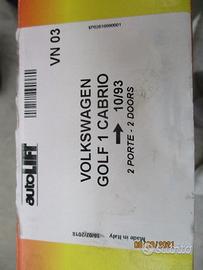 VN 03
VOLKSWAGEN
GOLF 1 CABRIO
10/93
2 PORTE - 2 DOORS
autoLIFT
Made in Italy